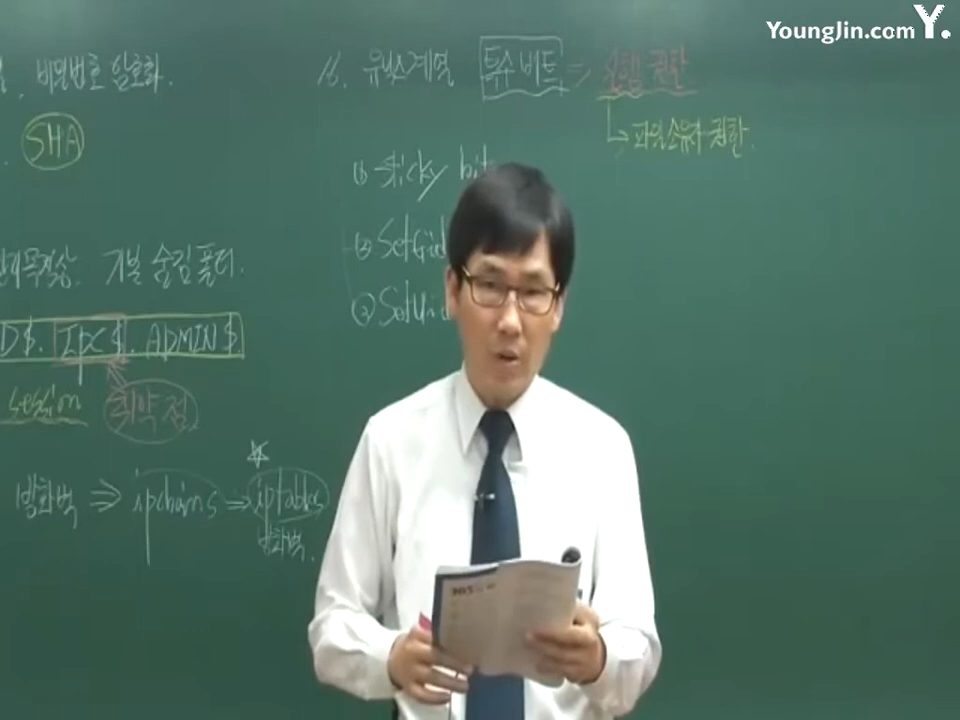 YoungJin.com Y.
비밀번호 암호화.
SHA
16. 유닉스계열 특수비트 ⇒ 실행 권한
→ 파일소유자 권한.
① Sticky bit
② SetGid
③ SetUid
기본 숨김 폴더.
D$. IPC$. ADMIN$
session 취약점
방화벽 ⇒ ipchains ⇒ iptables
방화벽.